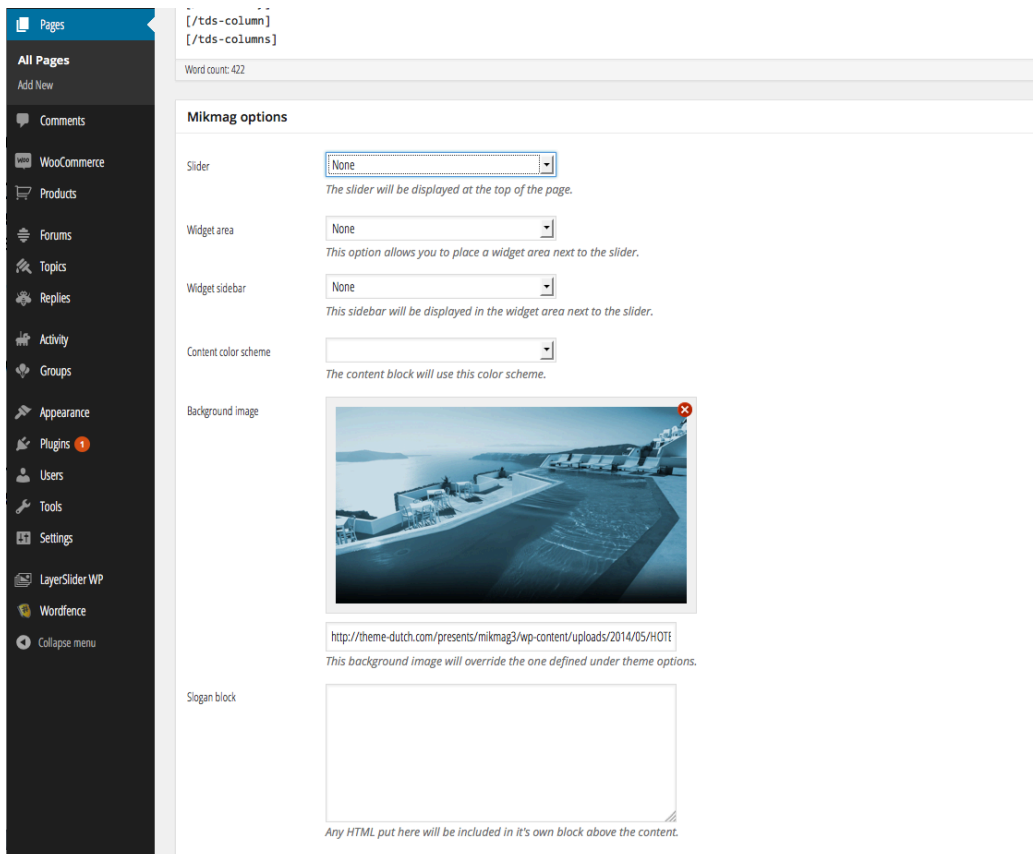 Pages
All Pages
Add New
Comments
WooCommerce
Products
Forums
Topics
Replies
Activity
Groups
Appearance
Plugins 1
Users
Tools
Settings
LayerSlider WP
Wordfence
Collapse menu
[/tds-column]
[/tds-columns]
Word count: 422
Mikmag options
Slider
None
The slider will be displayed at the top of the page.
Widget area
None
This option allows you to place a widget area next to the slider.
Widget sidebar
None
This sidebar will be displayed in the widget area next to the slider.
Content color scheme
The content block will use this color scheme.
Background image
http://theme-dutch.com/presents/mikmag3/wp-content/uploads/2014/05/HOTE
This background image will override the one defined under theme options.
Slogan block
Any HTML put here will be included in it's own block above the content.